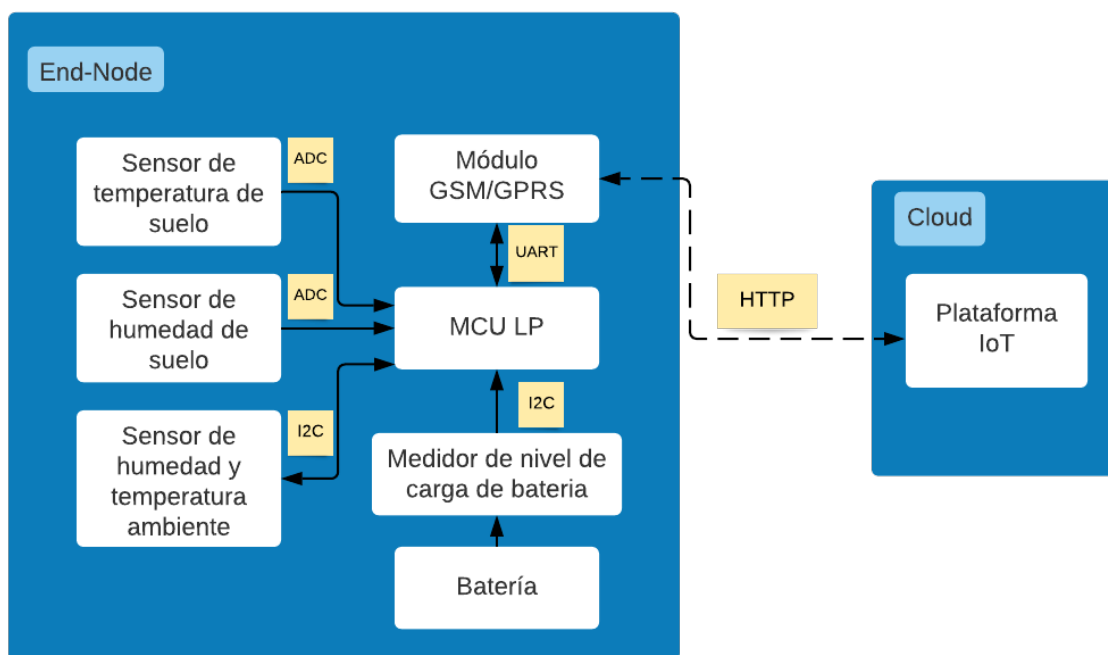 End-Node
Sensor de
temperatura de
suelo
ADC
Módulo
GSM/GPRS
UART
Sensor de
humedad de
suelo
ADC
MCU LP
Sensor de
humedad y
temperatura
ambiente
I2C
I2C
Medidor de nivel de
carga de bateria
Batería
HTTP
Cloud
Plataforma
IoT